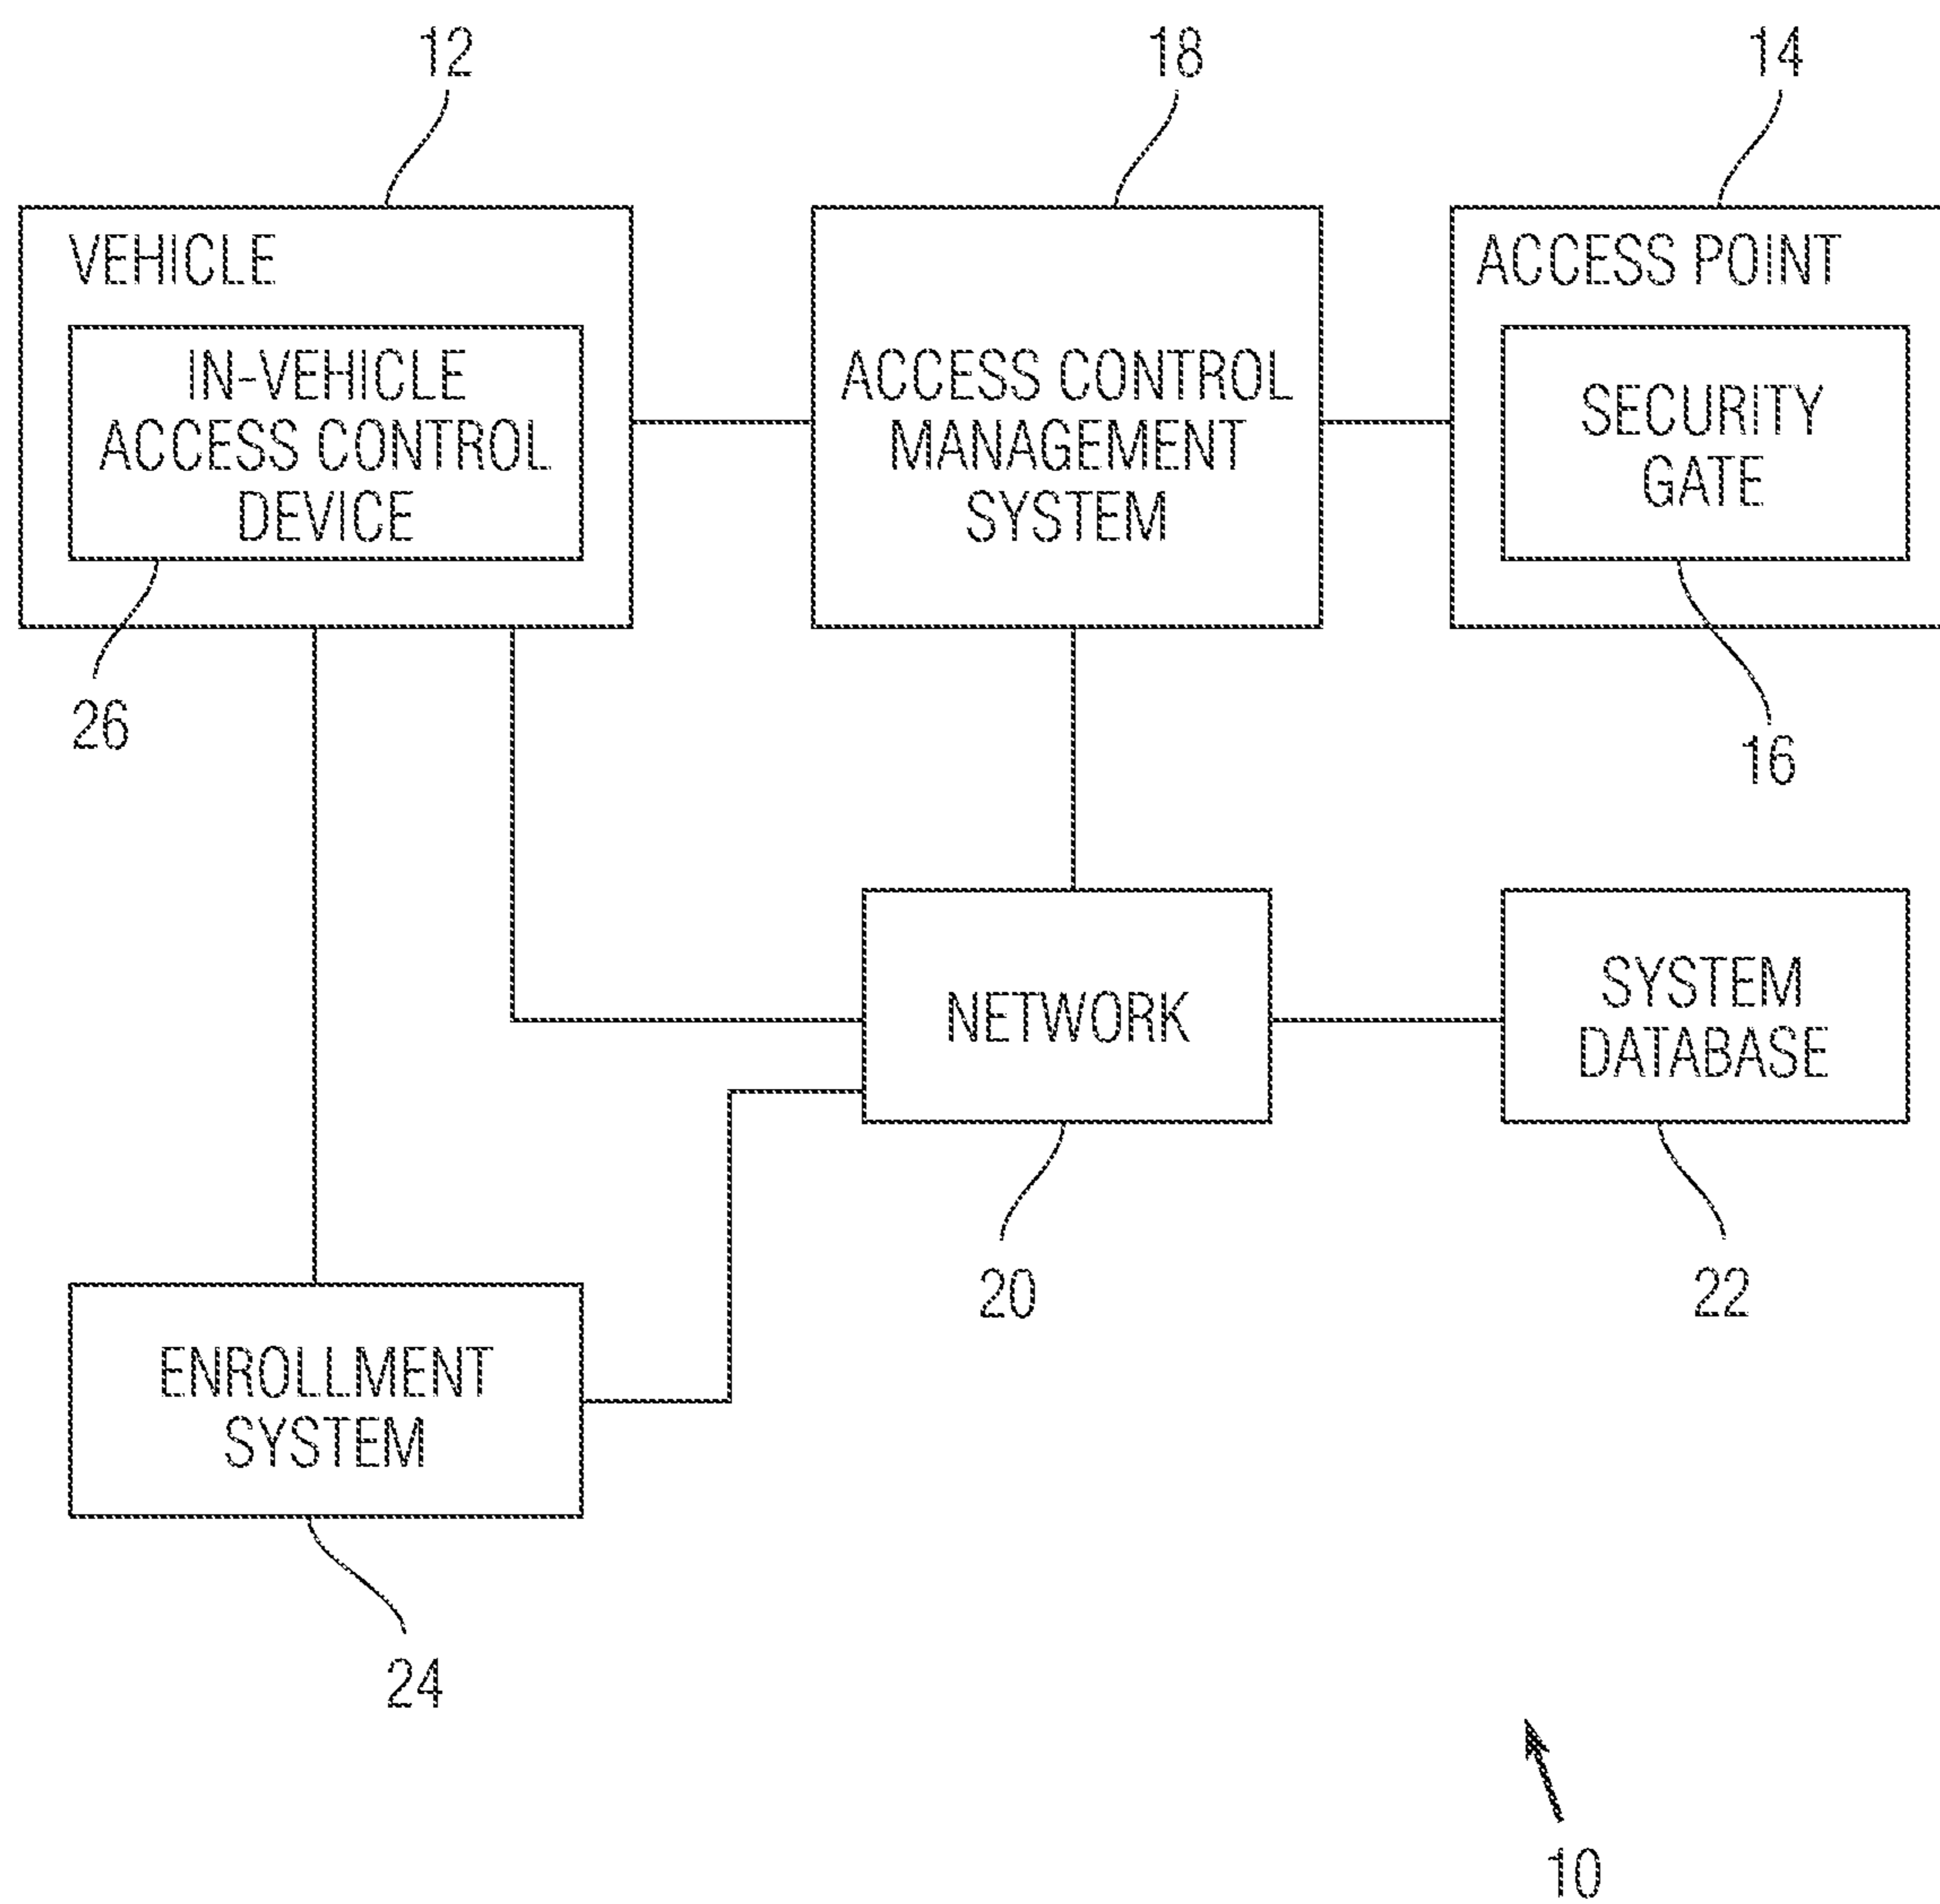 12
18
14
VEHICLE
IN-VEHICLE
ACCESS CONTROL
DEVICE
ACCESS CONTROL
MANAGEMENT
SYSTEM
ACCESS POINT
SECURITY
GATE
26
16
NETWORK
SYSTEM
DATABASE
20
22
ENROLLMENT
SYSTEM
24
10